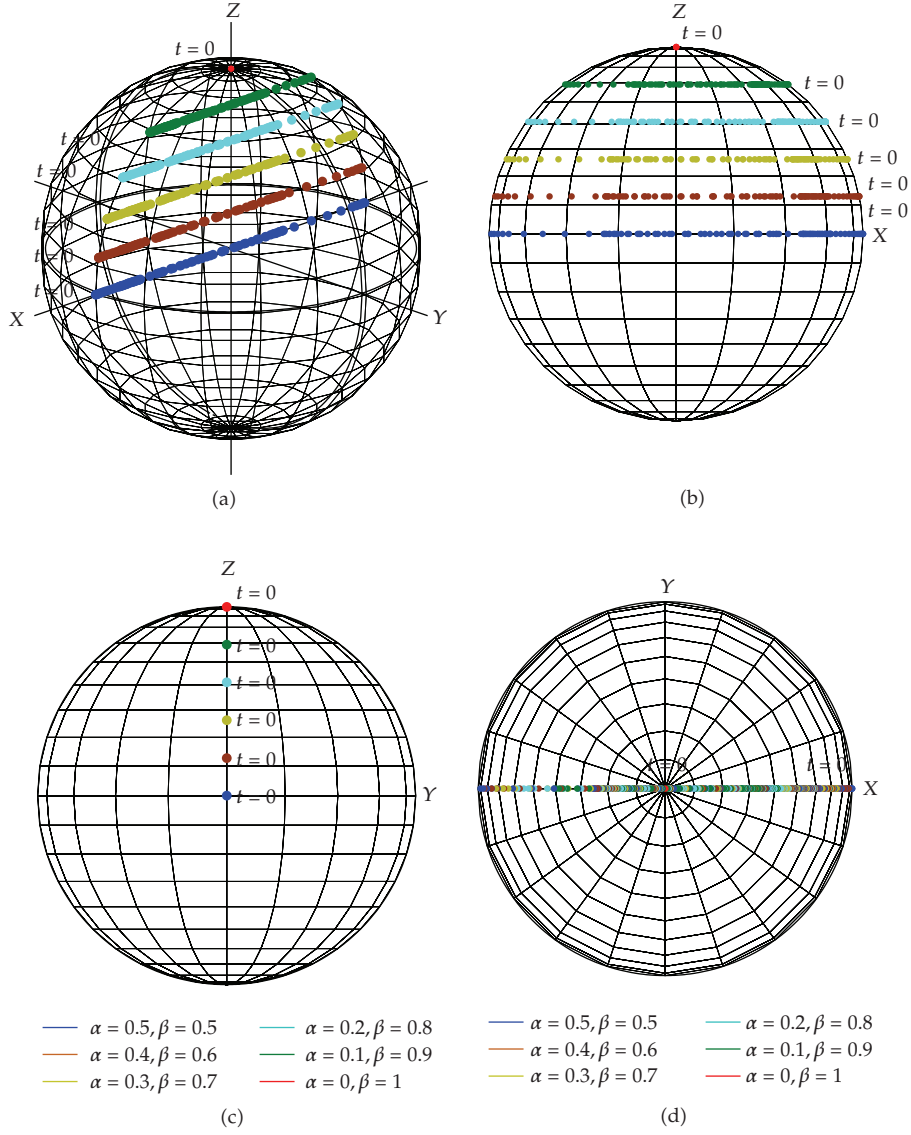 Z
t = 0
t = 0
t = 0
t = 0
t = 0
t = 0
X
Y
(a)
Z
t = 0
t = 0
t = 0
t = 0
t = 0
t = 0
X
(b)
Z
t = 0
t = 0
t = 0
t = 0
t = 0
t = 0
Y
α = 0.5, β = 0.5
α = 0.4, β = 0.6
α = 0.3, β = 0.7
α = 0.2, β = 0.8
α = 0.1, β = 0.9
α = 0, β = 1
(c)
Y
t = 0
t = 0
X
α = 0.5, β = 0.5
α = 0.4, β = 0.6
α = 0.3, β = 0.7
α = 0.2, β = 0.8
α = 0.1, β = 0.9
α = 0, β = 1
(d)